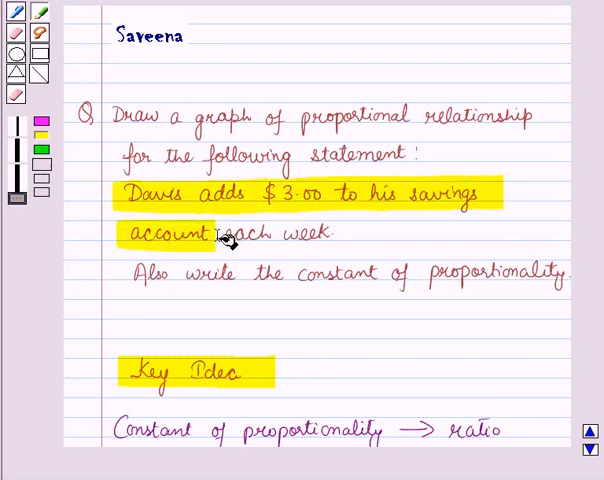 Saveena
Q Draw a graph of proportional relationship
for the following statement :
Daves adds $ 3.00 to his savings
account each week.
Also write the constant of proportionality.
Key Idea
Constant of proportionality → ratio